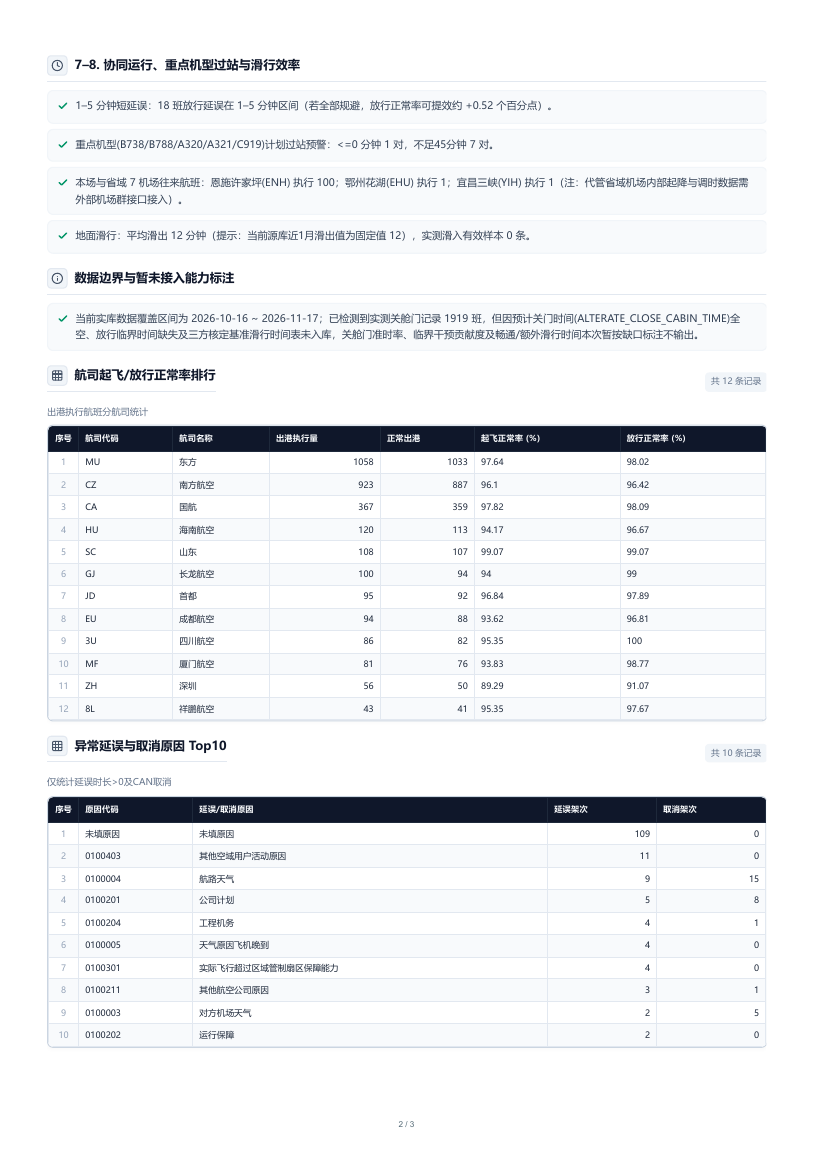 7–8. 协同运行、重点机型过站与滑行效率
1–5 分钟短延误：18 班放行延误在 1–5 分钟区间（若全部规避，放行正常率可提效约 +0.52 个百分点）。
重点机型(B738/B788/A320/A321/C919)计划过站预警：<=0 分钟 1 对，不足45分钟 7 对。
本场与省域 7 机场往来航班：恩施许家坪(ENH) 执行 100；鄂州花湖(EHU) 执行 1；宜昌三峡(YIH) 执行 1（注：代管省域机场内部起降与调时数据需
外部机场群接口接入）。
地面滑行：平均滑出 12 分钟（提示：当前源库近1月滑出值为固定值 12），实测滑入有效样本 0 条。
数据边界与暂未接入能力标注
当前实库数据覆盖区间为 2026-10-16 ~ 2026-11-17；已检测到实测关舱门记录 1919 班，但因预计关门时间(ALTERATE_CLOSE_CABIN_TIME)全
空、放行临界时间缺失及三方核定基准滑行时间表未入库，关舱门准时率、临界干预贡献度及畅通/额外滑行时间本次暂按缺口标注不输出。
航司起飞/放行正常率排行
共 12 条记录
出港执行航班分航司统计
序号 航司代码 航司名称 出港执行量 正常出港 起飞正常率 (%) 放行正常率 (%)
1 MU 东方 1058 1033 97.64 98.02
2 CZ 南方航空 923 887 96.1 96.42
3 CA 国航 367 359 97.82 98.09
4 HU 海南航空 120 113 94.17 96.67
5 SC 山东 108 107 99.07 99.07
6 GJ 长龙航空 100 94 94 99
7 JD 首都 95 92 96.84 97.89
8 EU 成都航空 94 88 93.62 96.81
9 3U 四川航空 86 82 95.35 100
10 MF 厦门航空 81 76 93.83 98.77
11 ZH 深圳 56 50 89.29 91.07
12 8L 祥鹏航空 43 41 95.35 97.67
异常延误与取消原因 Top10
共 10 条记录
仅统计延误时长>0及CAN取消
序号 原因代码 延误/取消原因 延误架次 取消架次
1 未填原因 未填原因 109 0
2 0100403 其他空域用户活动原因 11 0
3 0100004 航路天气 9 15
4 0100201 公司计划 5 8
5 0100204 工程机务 4 1
6 0100005 天气原因飞机晚到 4 0
7 0100301 实际飞行超过区域管制扇区保障能力 4 0
8 0100211 其他航空公司原因 3 1
9 0100003 对方机场天气 2 5
10 0100202 运行保障 2 0
2 / 3